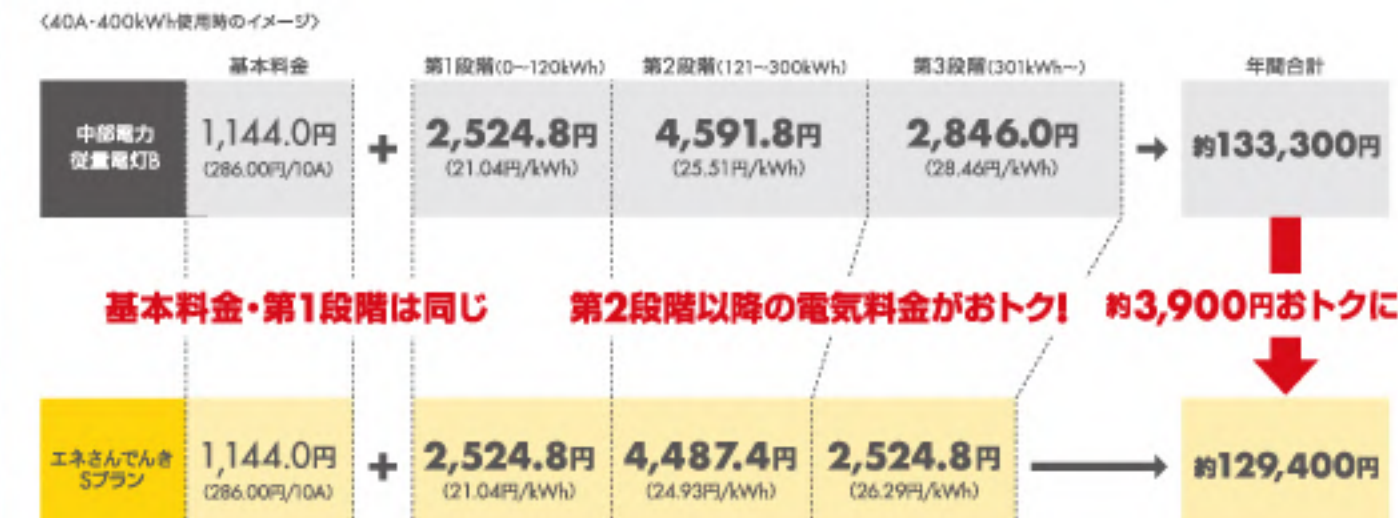 〈40A・400kWh使用時のイメージ〉
基本料金 第1段階(0~120kWh) 第2段階(121~300kWh) 第3段階(301kWh~) 年間合計
中部電力
従量電灯B
1,144.0円 + 2,524.8円 4,591.8円 2,846.0円 → 約133,300円
(286.00円/10A) (21.04円/kWh) (25.51円/kWh) (28.46円/kWh)
基本料金・第1段階は同じ 第2段階以降の電気料金がおトク! 約3,900円おトクに
エネさんでんき
Sプラン
1,144.0円 + 2,524.8円 4,487.4円 2,524.8円 → 約129,400円
(286.00円/10A) (21.04円/kWh) (24.93円/kWh) (26.29円/kWh)